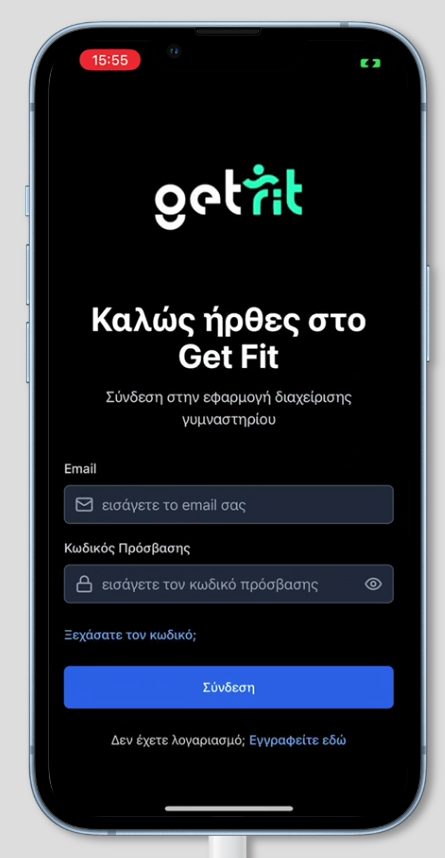 15:55
getfit
Καλώς ήρθες στο
Get Fit
Σύνδεση στην εφαρμογή διαχείρισης
γυμναστηρίου
Email
εισάγετε το email σας
Κωδικός Πρόσβασης
εισάγετε τον κωδικό πρόσβασης
Ξεχάσατε τον κωδικό;
Σύνδεση
Δεν έχετε λογαριασμό; Εγγραφείτε εδώ